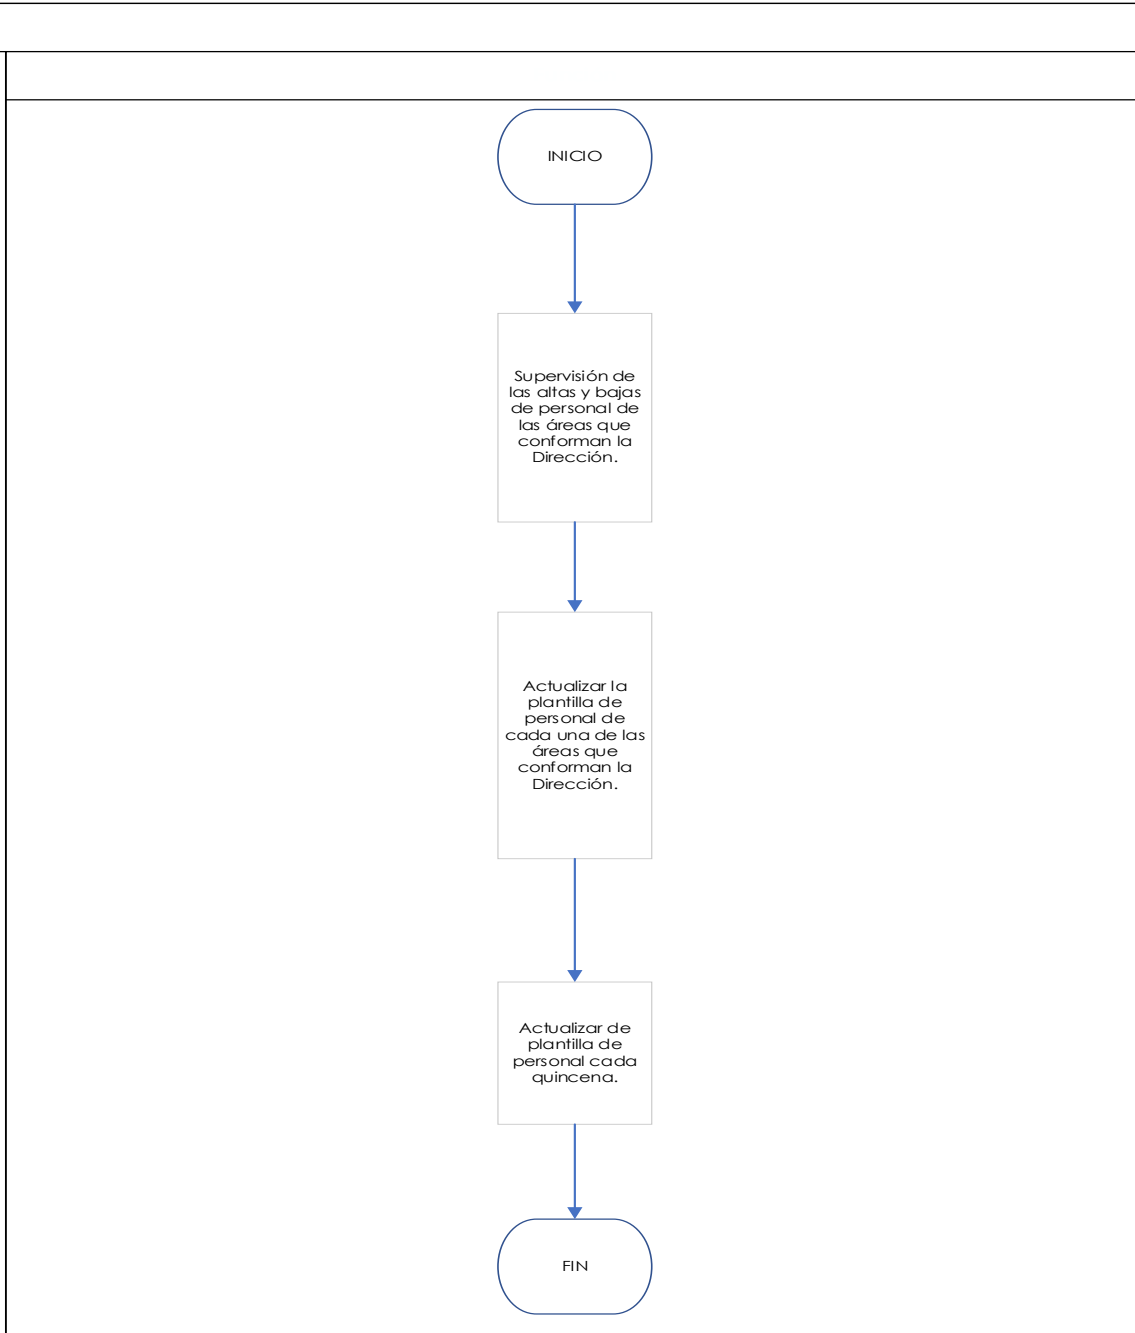 INICIO
Supervisión de
las altas y bajas
de personal de
las áreas que
conforman la
Dirección.
Actualizar la
plantilla de
personal de
cada una de las
áreas que
conforman la
Dirección.
Actualizar de
plantilla de
personal cada
quincena.
FIN